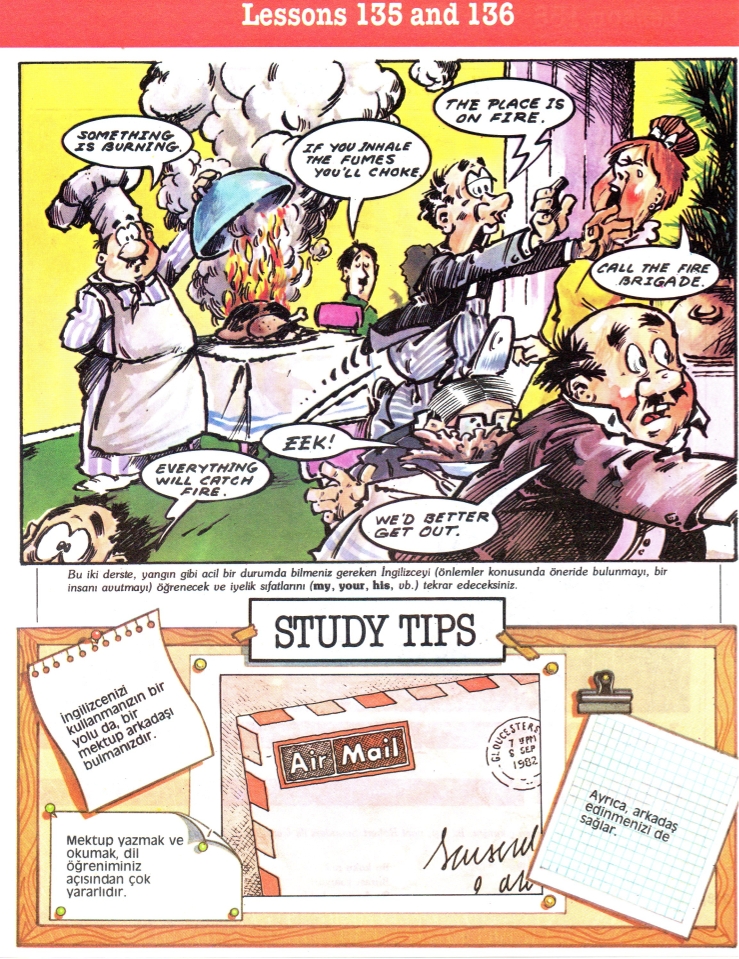 Lessons 135 and 136
SOMETHING
IS BURNING.
IF YOU INHALE
THE FUMES
YOU'LL CHOKE.
THE PLACE IS
ON FIRE.
CALL THE FIRE
BRIGADE.
EEK!
EVERYTHING
WILL CATCH
FIRE.
WE'D BETTER
GET OUT.
Bu iki derste, yangın gibi acil bir durumda bilmeniz gereken İngilizceyi (önlemler konusunda öneride bulunmayı, bir
insanı avutmayı) öğrenecek ve iyelik sıfatlarını (my, your, his, vb.) tekrar edeceksiniz.
STUDY TIPS
İngilizcenizi
kullanmanızın bir
yolu da, bir
mektup arkadaşı
bulmanızdır.
Air Mail
GLOUCESTERS
7 PM
6 SEP
1982
Mektup yazmak ve
okumak, dil
öğreniminiz
açısından çok
yararlıdır.
Ayrıca, arkadaş
edinmenizi de
sağlar.